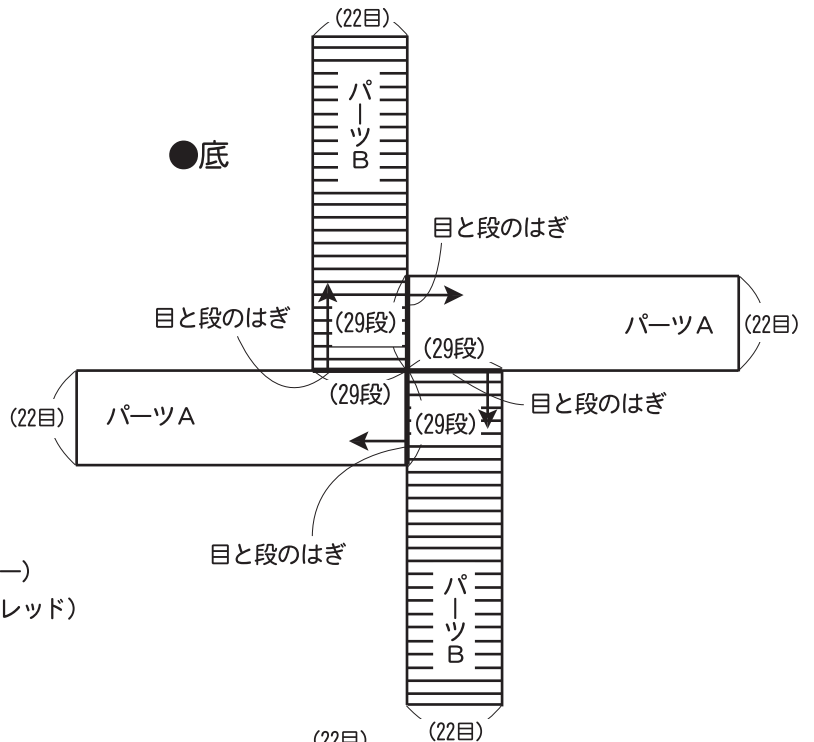 (22目)
パーツB
●底
目と段のはぎ
目と段のはぎ
(29段)
パーツA
(22目)
(29段)
(29段)
(22目)
パーツA
(29段)
目と段のはぎ
目と段のはぎ
ー)
レッド)
パーツB
(22目)
(22目)